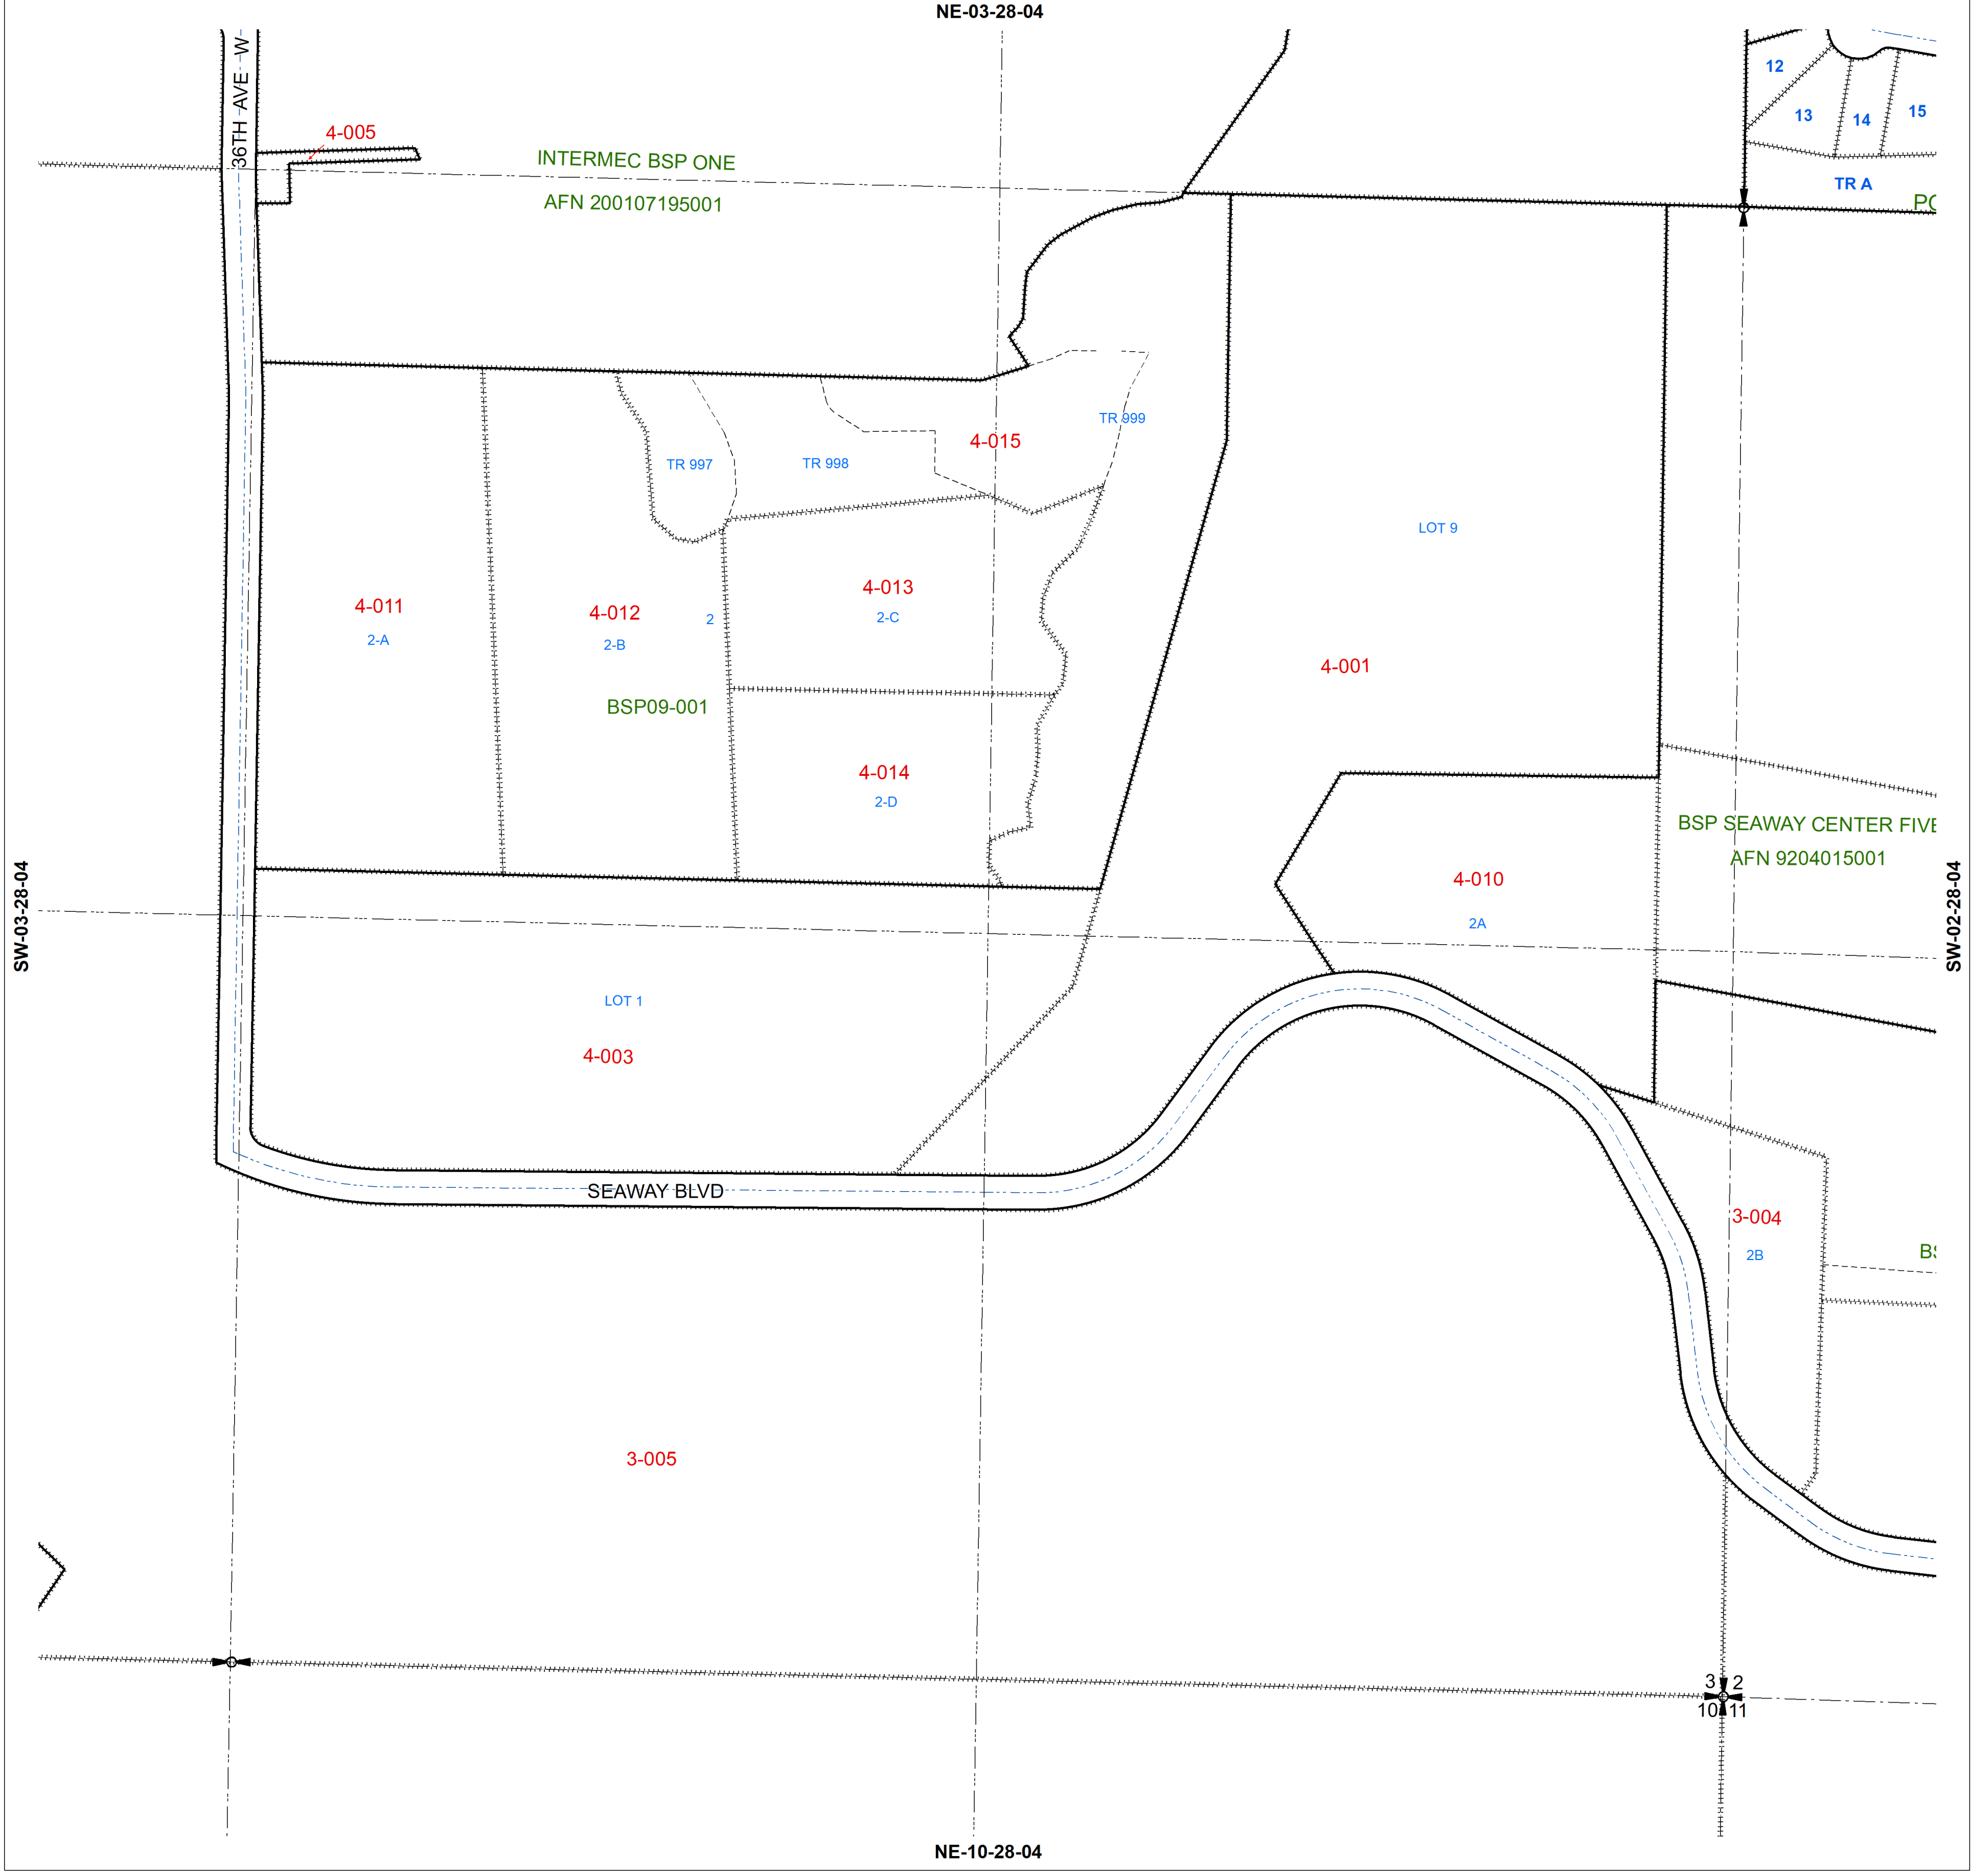 NE-03-28-04
36TH AVE W
12
13
14
15
TR A
4-005
INTERMEC BSP ONE
AFN 200107195001
PO
TR 999
4-015
TR 997
TR 998
LOT 9
4-011
2-A
4-012
2
2-B
4-013
2-C
4-001
BSP09-001
4-014
2-D
BSP SEAWAY CENTER FIVE
AFN 9204015001
4-010
2A
SW-03-28-04
SW-02-28-04
LOT 1
4-003
SEAWAY BLVD
3-004
2B
BS
3-005
3
2
10
11
NE-10-28-04